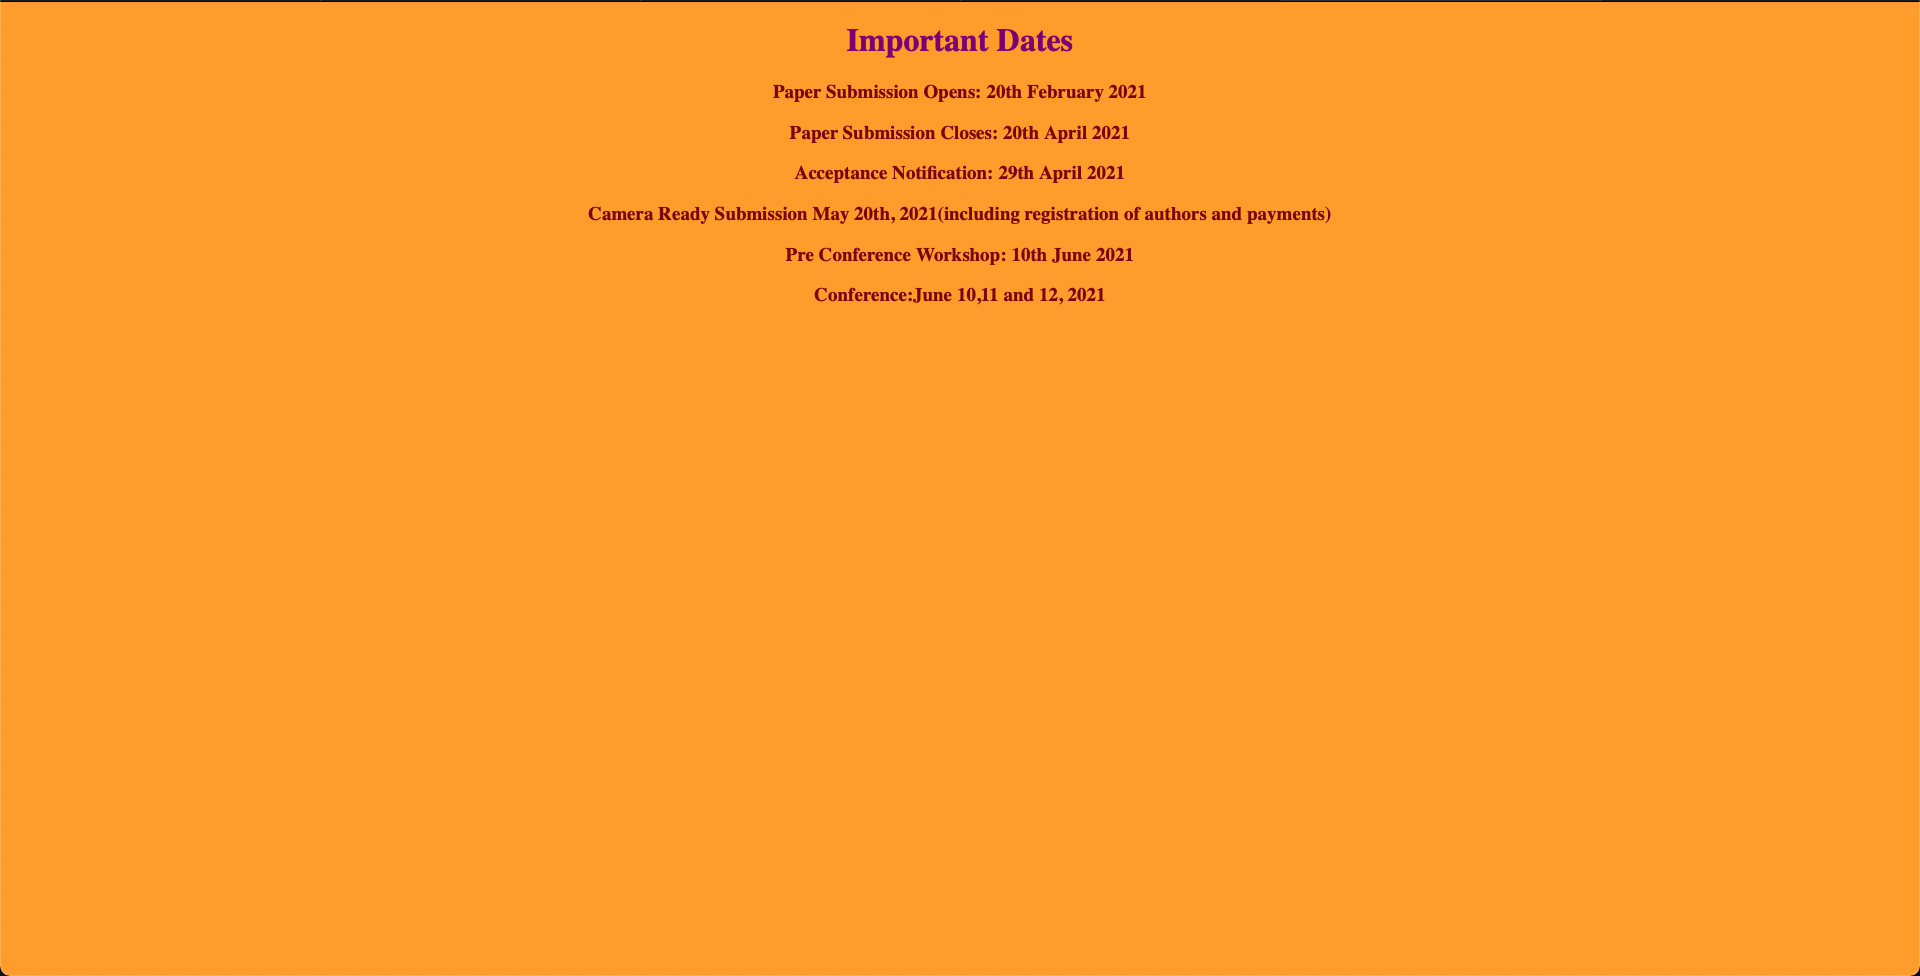 Important Dates
Paper Submission Opens: 20th February 2021
Paper Submission Closes: 20th April 2021
Acceptance Notification: 29th April 2021
Camera Ready Submission May 20th, 2021(including registration of authors and payments)
Pre Conference Workshop: 10th June 2021
Conference:June 10,11 and 12, 2021